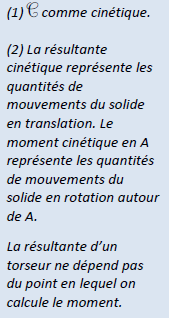 (1) 𝒞 comme cinétique.
(2) La résultante
cinétique représente les
quantités de
mouvements du solide
en translation. Le
moment cinétique en A
représente les quantités
de mouvements du
solide en rotation autour
de A.
La résultante d’un
torseur ne dépend pas
du point en lequel on
calcule le moment.